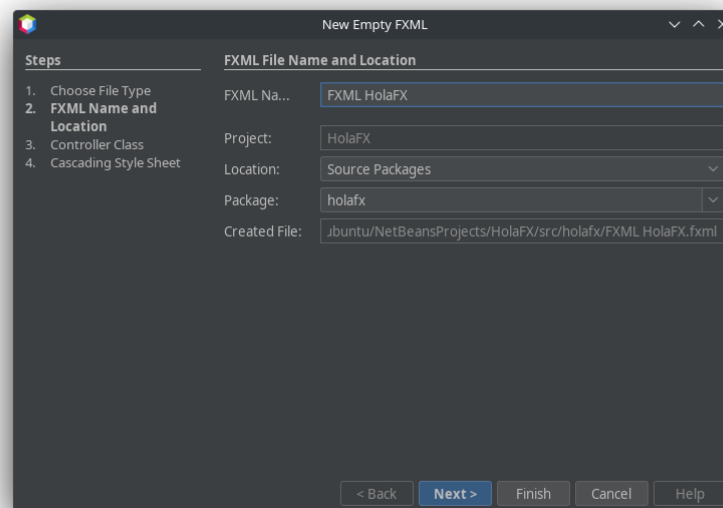 New Empty FXML
Steps
1. Choose File Type
2. FXML Name and
Location
3. Controller Class
4. Cascading Style Sheet
FXML File Name and Location
FXML Na... FXML HolaFX
Project: HolaFX
Location: Source Packages
Package: holafx
Created File: ubuntu/NetBeansProjects/HolaFX/src/holafx/FXML HolaFX.fxml
< Back Next > Finish Cancel Help